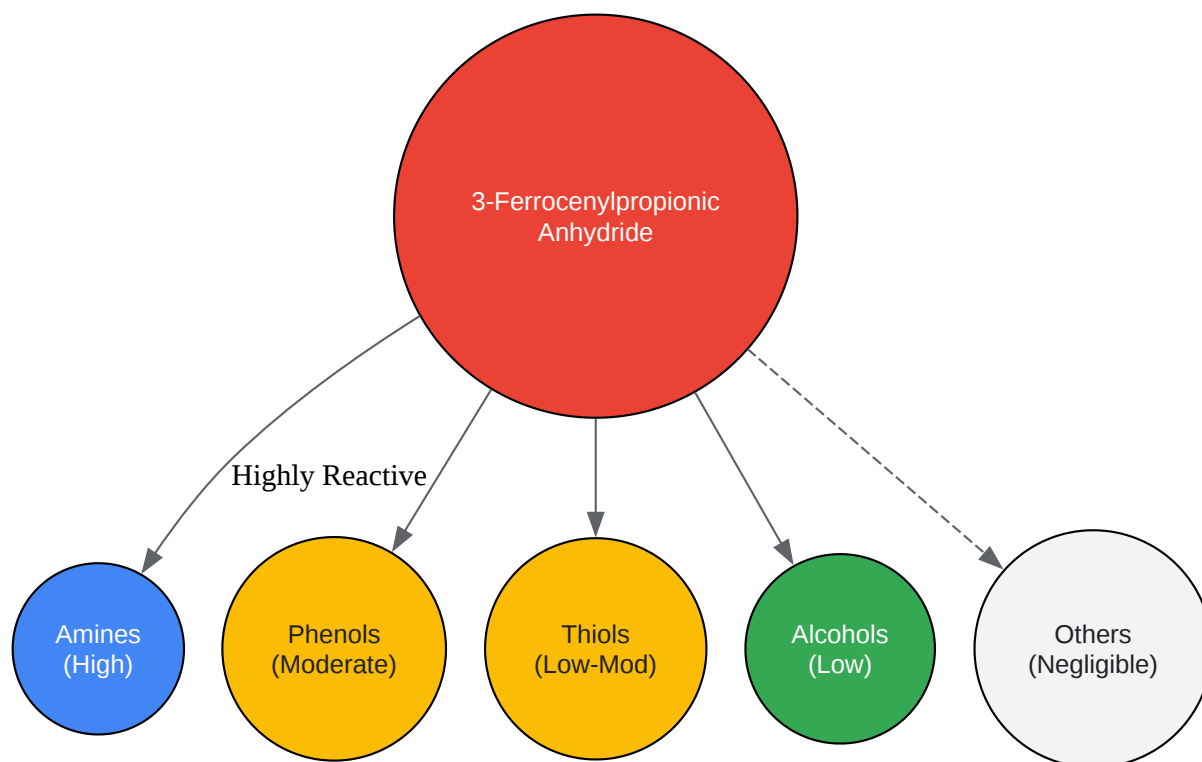 3-Ferrocenylpropionic
Anhydride
Highly Reactive
Amines
(High)
Phenols
(Moderate)
Thiols
(Low-Mod)
Alcohols
(Low)
Others
(Negligible)